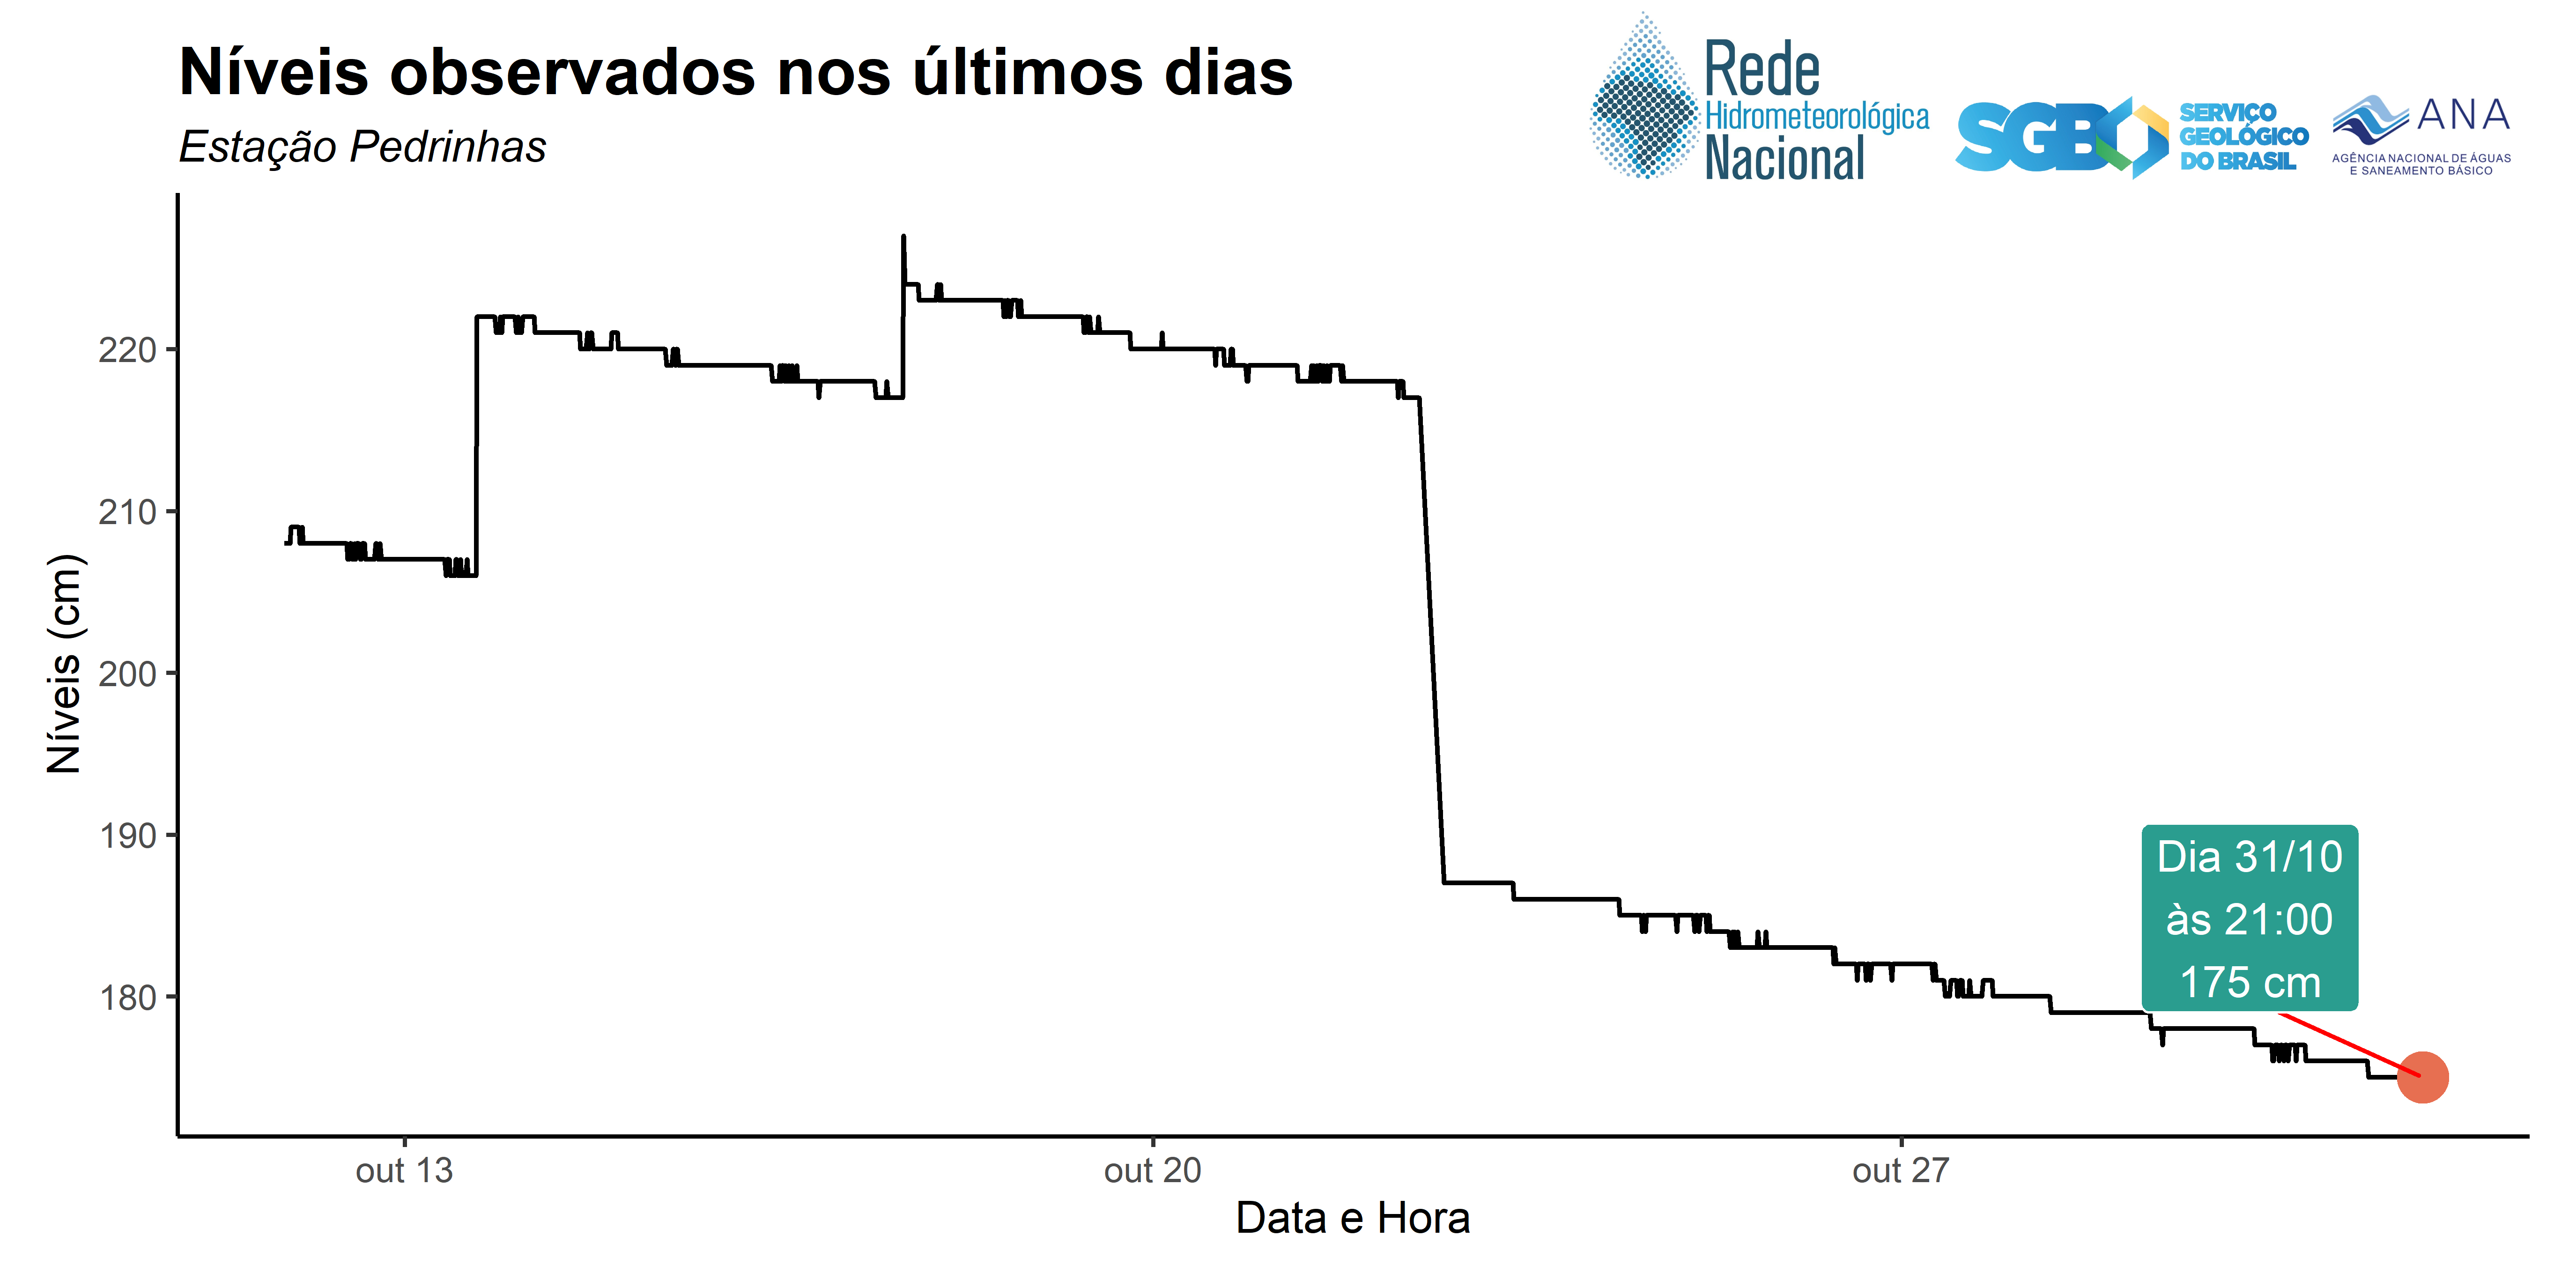 Níveis observados nos últimos dias
Estação Pedrinhas
Rede
Hidrometeorológica
Nacional
SGB
SERVIÇO
GEOLÓGICO
DO BRASIL
ANA
AGÊNCIA NACIONAL DE ÁGUAS
E SANEAMENTO BÁSICO
Níveis (cm)
220
210
200
190
180
Dia 31/10
às 21:00
175 cm
out 13
out 20
out 27
Data e Hora